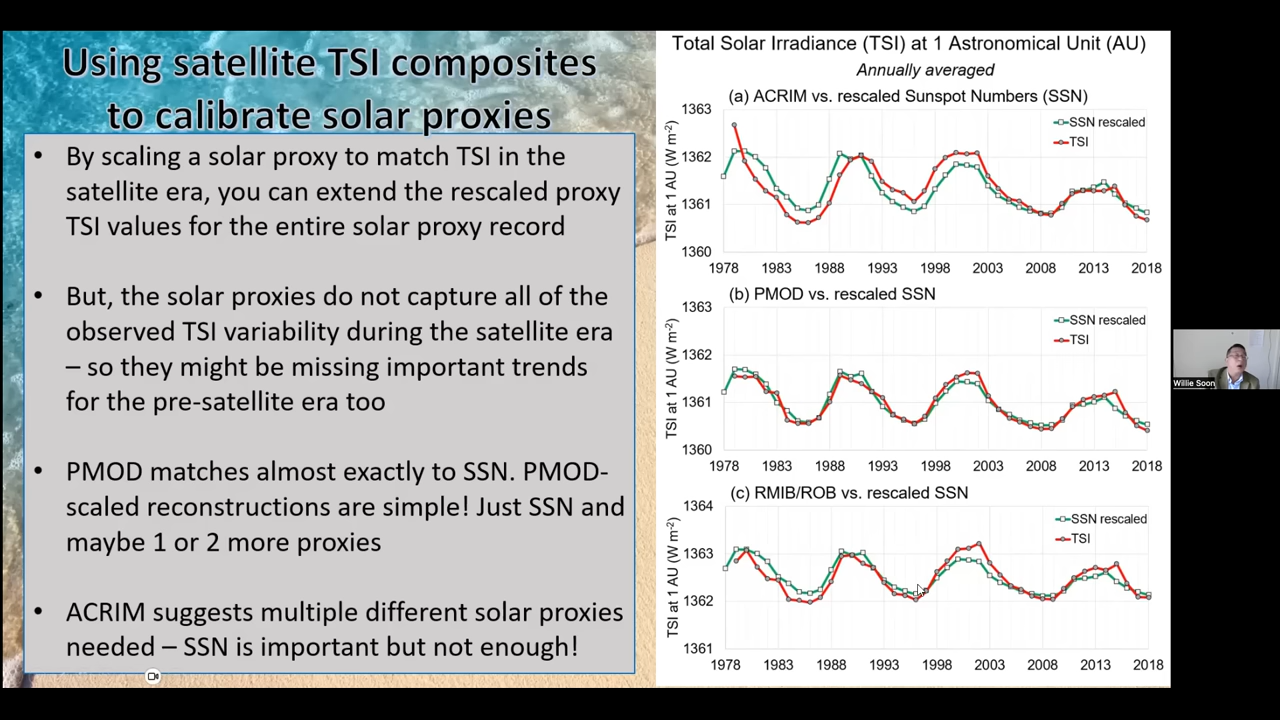 Using satellite TSI composites
to calibrate solar proxies
• By scaling a solar proxy to match TSI in the
satellite era, you can extend the rescaled proxy
TSI values for the entire solar proxy record
• But, the solar proxies do not capture all of the
observed TSI variability during the satellite era
– so they might be missing important trends
for the pre-satellite era too
• PMOD matches almost exactly to SSN. PMOD-
scaled reconstructions are simple! Just SSN and
maybe 1 or 2 more proxies
• ACRIM suggests multiple different solar proxies
needed – SSN is important but not enough!
Total Solar Irradiance (TSI) at 1 Astronomical Unit (AU)
Annually averaged
(a) ACRIM vs. rescaled Sunspot Numbers (SSN)
TSI at 1 AU (W m-2)
1363
1362
1361
1360
SSN rescaled
TSI
1978 1983 1988 1993 1998 2003 2008 2013 2018
(b) PMOD vs. rescaled SSN
TSI at 1 AU (W m-2)
1363
1362
1361
1360
SSN rescaled
TSI
1978 1983 1988 1993 1998 2003 2008 2013 2018
(c) RMIB/ROB vs. rescaled SSN
TSI at 1 AU (W m-2)
1364
1363
1362
1361
SSN rescaled
TSI
1978 1983 1988 1993 1998 2003 2008 2013 2018
Willie Soon